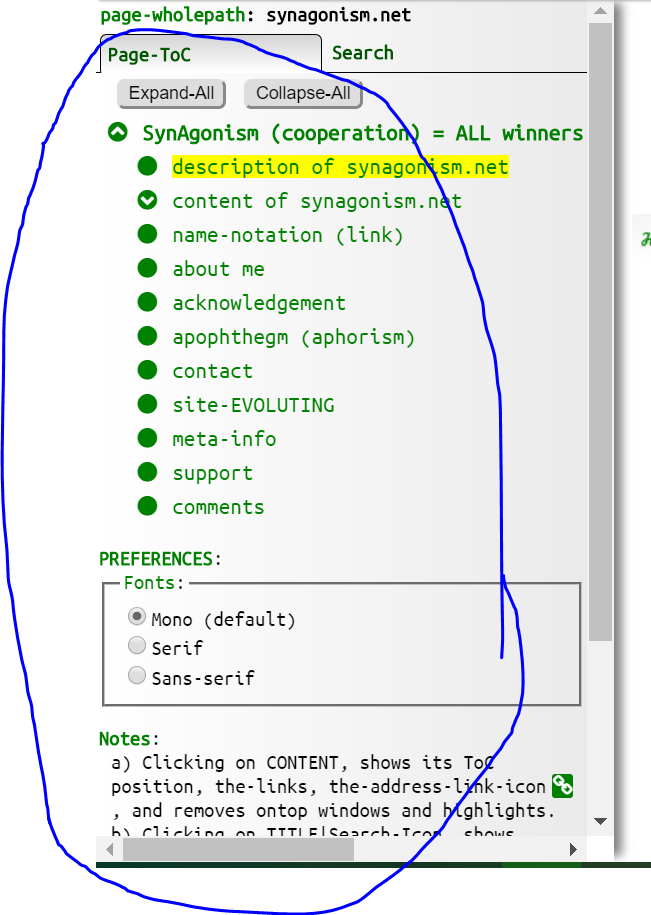 page-wholepath: synagonism.net
Page-ToC
Search
Expand-All
Collapse-All
SynAgonism (cooperation) = ALL winners
description of synagonism.net
content of synagonism.net
name-notation (link)
about me
acknowledgement
apophthegm (aphorism)
contact
site-EVOLUTING
meta-info
support
comments
PREFERENCES:
Fonts:
Mono (default)
Serif
Sans-serif
Notes:
a) Clicking on CONTENT, shows its ToC
position, the-links, the-address-link-icon
, and removes ontop windows and highlights.
b) Clicking on TITLE|Search-Icon, shows